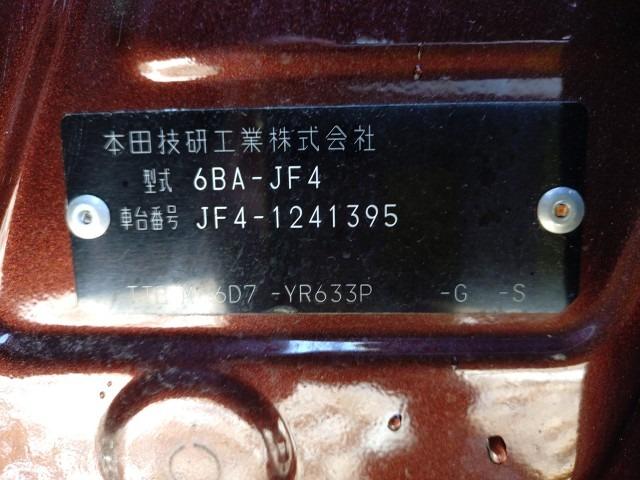 本田技研工業株式会社
型式 6BA-JF4
車台番号 JF4-1241395
6D7 -YR633P -G -S